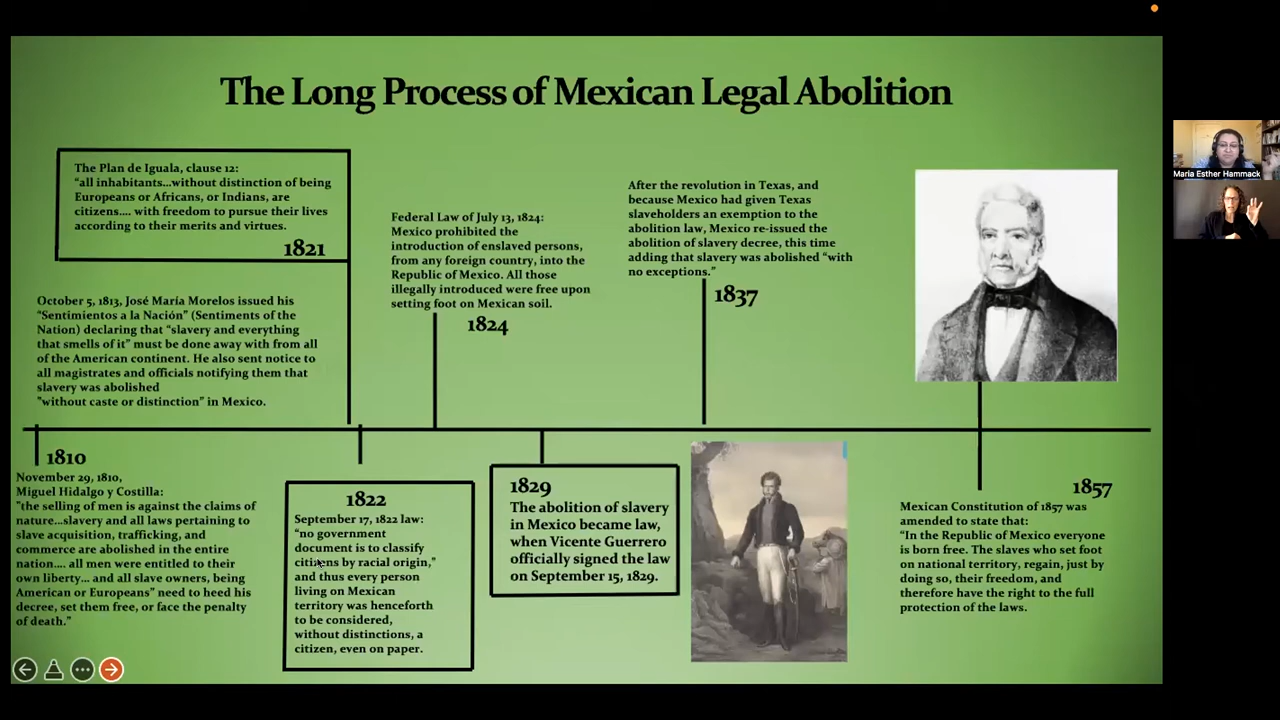 The Long Process of Mexican Legal Abolition
The Plan de Iguala, clause 12:
“all inhabitants...without distinction of being
Europeans or Africans, or Indians, are
citizens.... with freedom to pursue their lives
according to their merits and virtues.
1821
October 5, 1813, José María Morelos issued his
“Sentimientos a la Nación” (Sentiments of the
Nation) declaring that “slavery and everything
that smells of it” must be done away with from all
of the American continent. He also sent notice to
all magistrates and officials notifying them that
slavery was abolished
"without caste or distinction” in Mexico.
Federal Law of July 13, 1824:
Mexico prohibited the
introduction of enslaved persons,
from any foreign country, into the
Republic of Mexico. All those
illegally introduced were free upon
setting foot on Mexican soil.
1824
After the revolution in Texas, and
because Mexico had given Texas
slaveholders an exemption to the
abolition law, Mexico re-issued the
abolition of slavery decree, this time
adding that slavery was abolished “with
no exceptions.”
1837
Maria Esther Hammack
1810
November 29, 1810,
Miguel Hidalgo y Costilla:
"the selling of men is against the claims of
nature...slavery and all laws pertaining to
slave acquisition, trafficking, and
commerce are abolished in the entire
nation.... all men were entitled to their
own liberty... and all slave owners, being
American or Europeans” need to heed his
decree, set them free, or face the penalty
of death.”
1822
September 17, 1822 law:
“no government
document is to classify
citizens by racial origin,”
and thus every person
living on Mexican
territory was henceforth
to be considered,
without distinctions, a
citizen, even on paper.
1829
The abolition of slavery
in Mexico became law,
when Vicente Guerrero
officially signed the law
on September 15, 1829.
1857
Mexican Constitution of 1857 was
amended to state that:
“In the Republic of Mexico everyone
is born free. The slaves who set foot
on national territory, regain, just by
doing so, their freedom, and
therefore have the right to the full
protection of the laws.